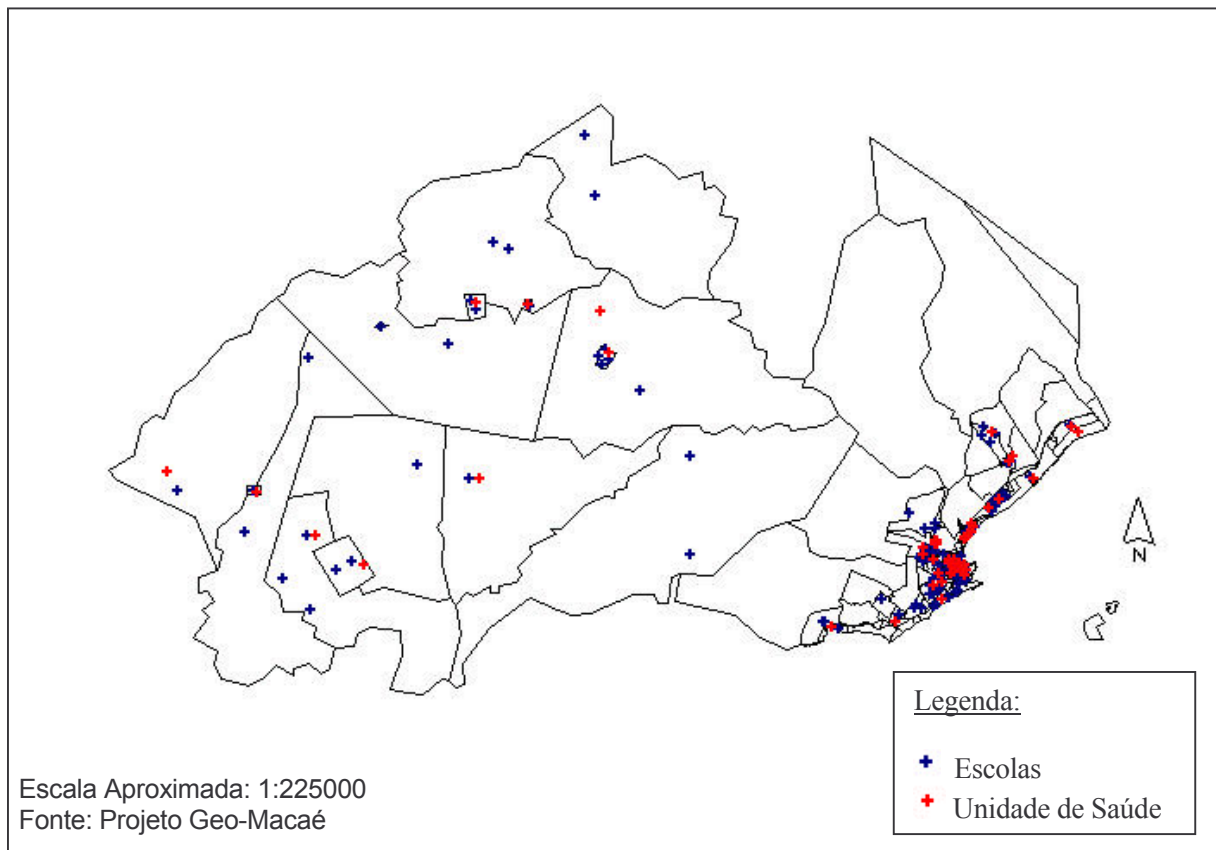 N
Legenda:
Escolas
Unidade de Saúde
Escala Aproximada: 1:225000
Fonte: Projeto Geo-Macaé